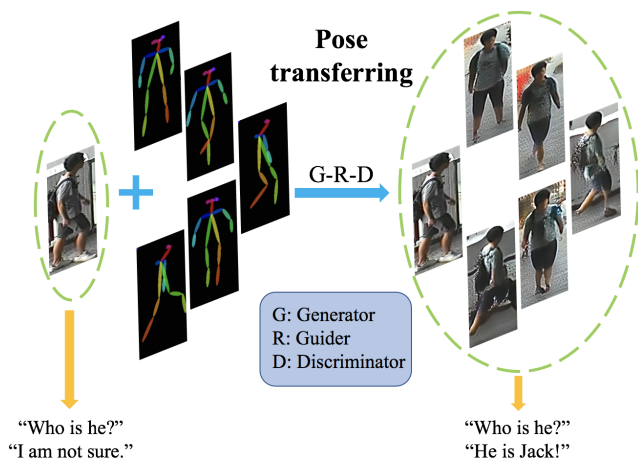 Pose
transferring
G-R-D
G: Generator
R: Guider
D: Discriminator
“Who is he?”
“I am not sure.”
“Who is he?”
“He is Jack!”